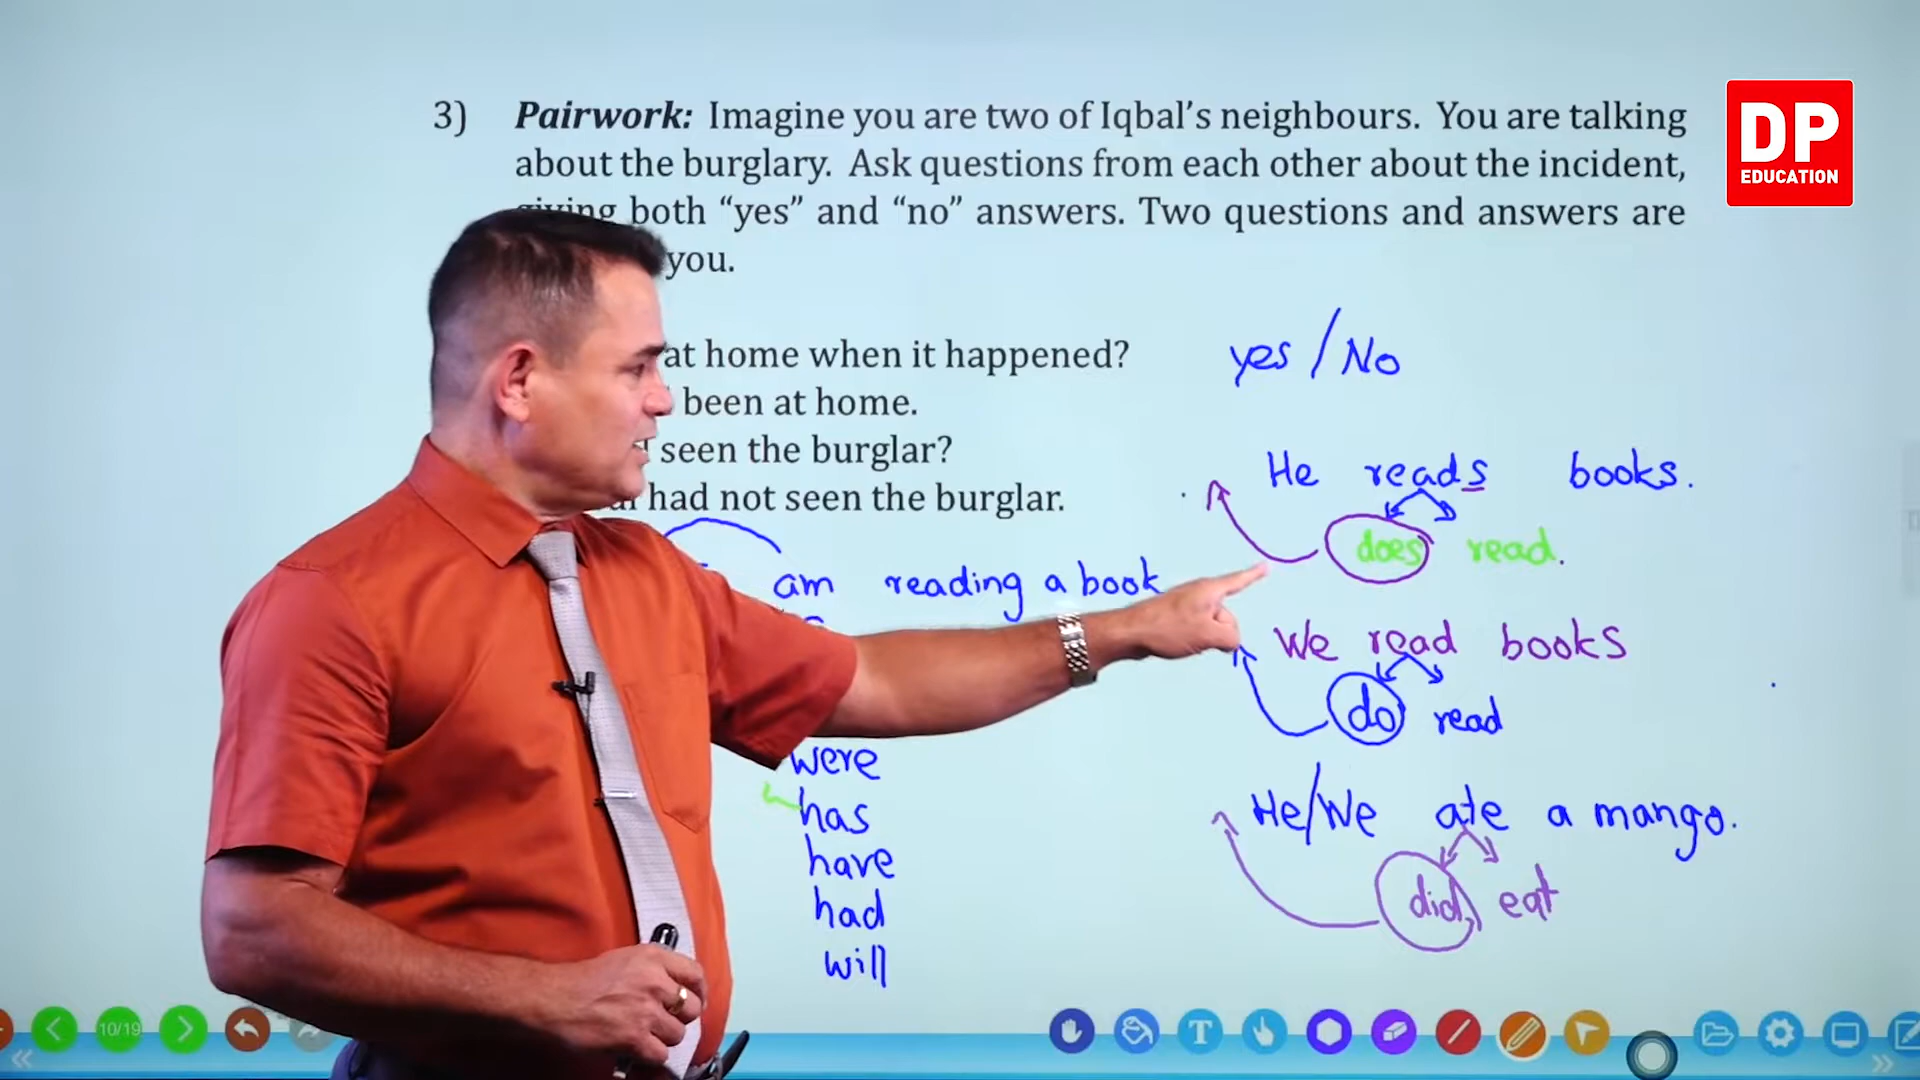 3) Pairwork: Imagine you are two of Iqbal's neighbours. You are talking
about the burglary. Ask questions from each other about the incident,
giving both "yes" and "no" answers. Two questions and answers are
you.
DP
EDUCATION
at home when it happened?
been at home.
seen the burglar?
had not seen the burglar.
yes / No
He reads books.
does read.
am reading a book
We read books
do read
were
has
have
had
will
He/We ate a mango.
did, eat
10/19
T